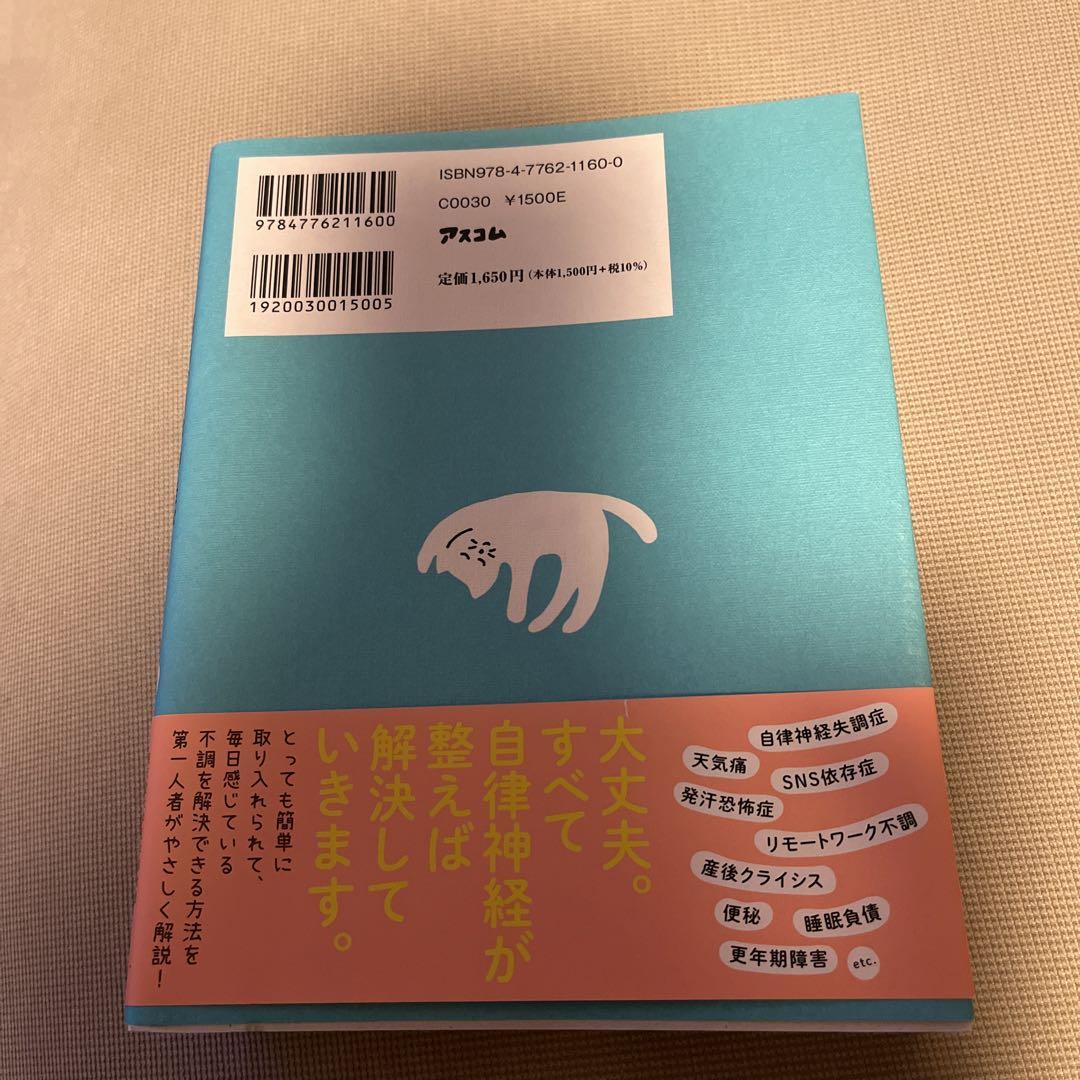 ISBN978-4-7762-1160-0
C0030 ¥1500E
アスコム
定価1,650円(本体1,500円+税10%)
9784776211600
1920030015005
自律神経失調症
天気痛
SNS依存症
発汗恐怖症
リモートワーク不調
産後クライシス
便秘
睡眠負債
更年期障害
etc.
大丈夫。
すべて
自律神経が
整えば
解決して
いきます。
とっても簡単に
取り入れられて、
毎日感じている
不調を解決できる方法を
第一人者がやさしく解説!